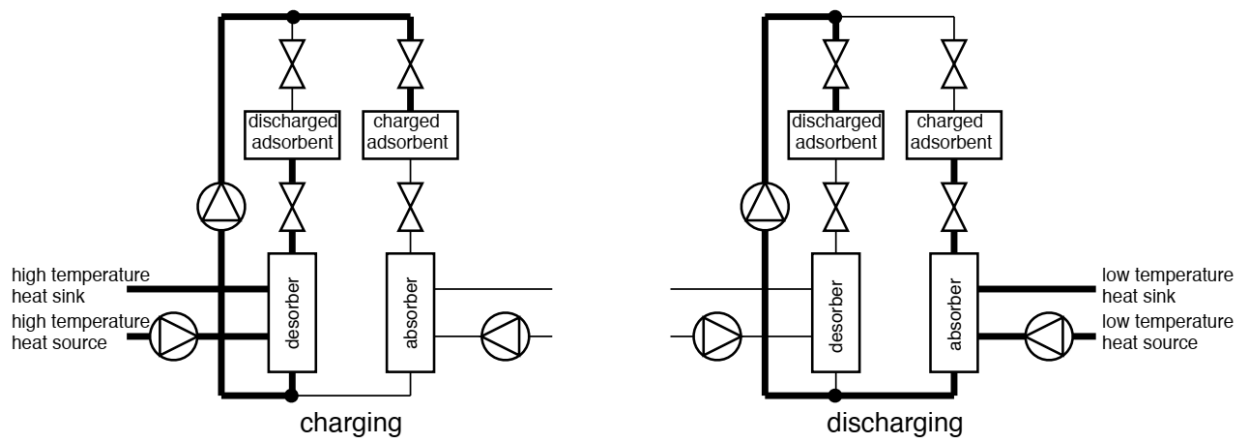 discharged
adsorbent
charged
adsorbent
high temperature
heat sink
high temperature
heat source
desorber
absorber
charging
discharged
adsorbent
charged
adsorbent
desorber
absorber
low temperature
heat sink
low temperature
heat source
discharging